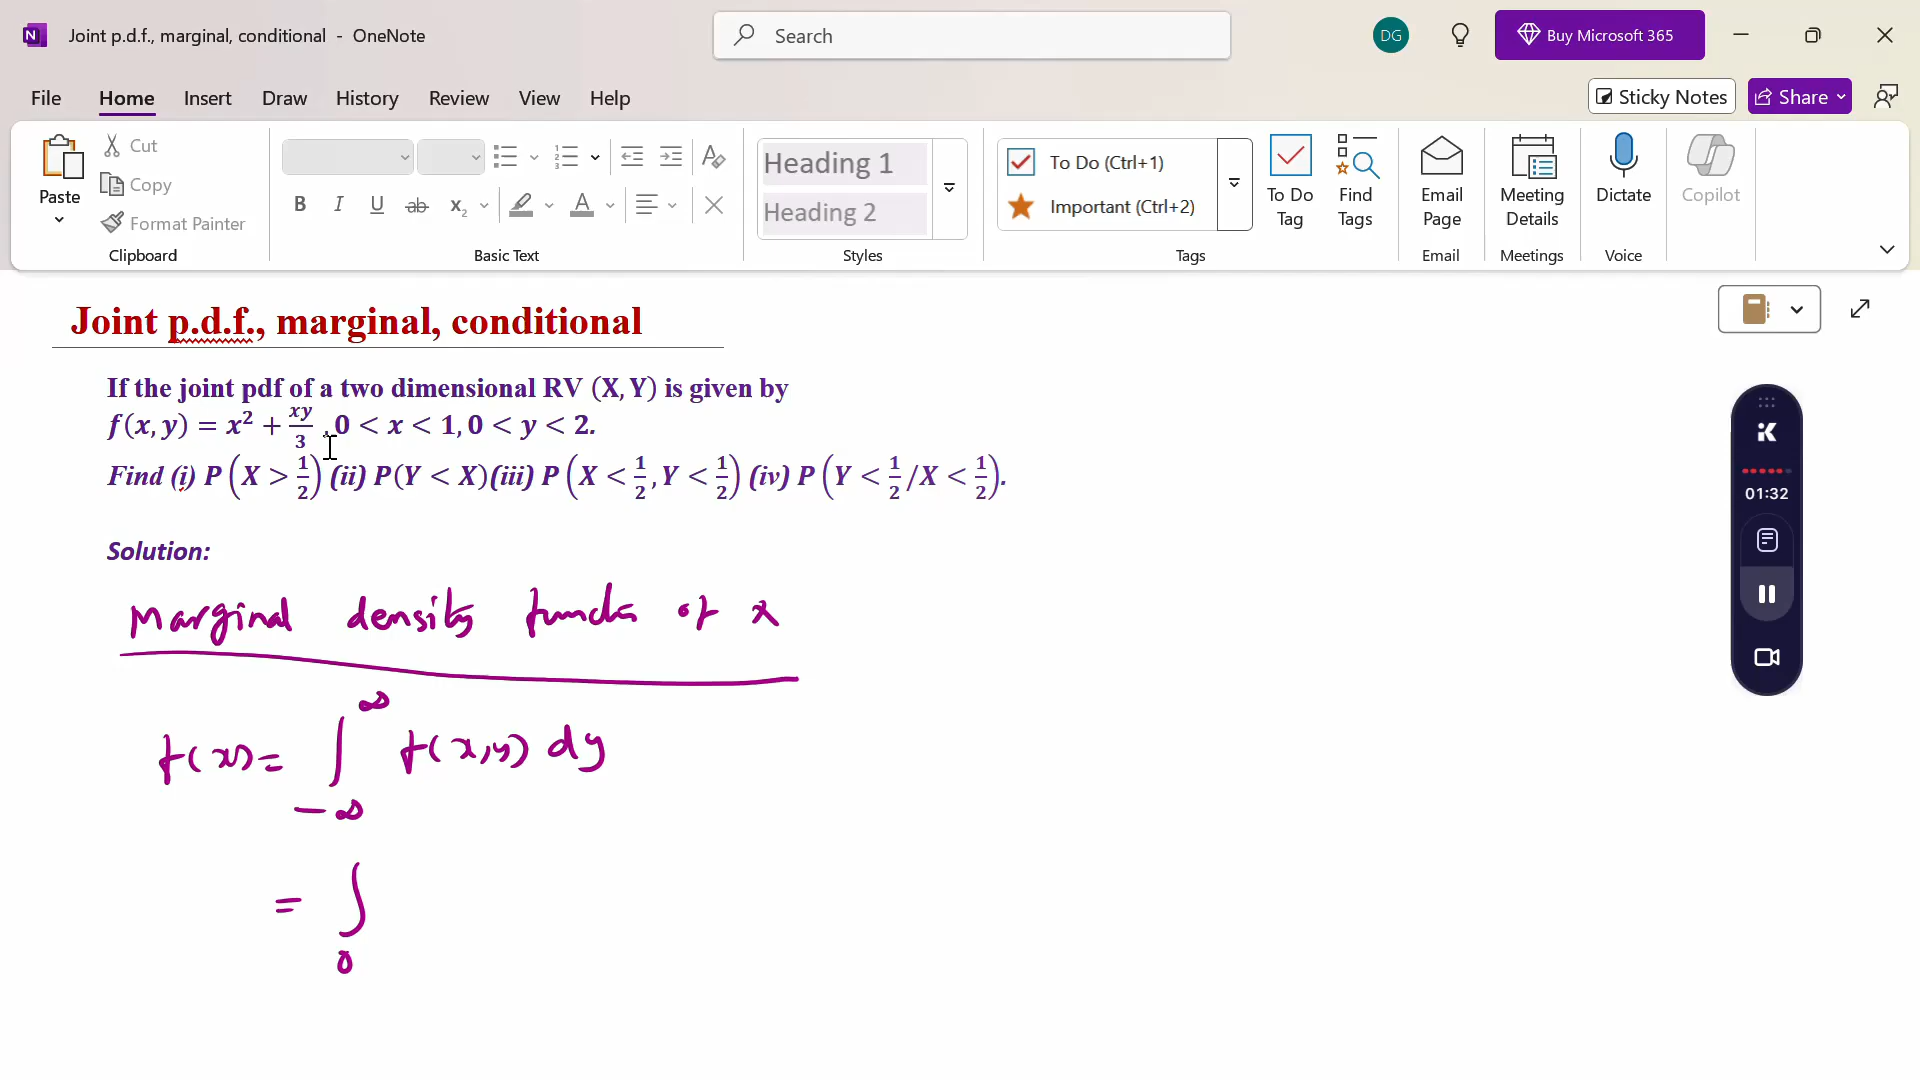 Joint p.d.f., marginal, conditional - OneNote
Search
DG
Buy Microsoft 365
File Home Insert Draw History Review View Help
Sticky Notes
Share
Paste
Cut
Copy
Format Painter
Clipboard
B I U ab x₂ A
Basic Text
Heading 1
Heading 2
Styles
To Do (Ctrl+1)
Important (Ctrl+2)
To Do Tag
Find Tags
Tags
Email Page
Email
Meeting Details
Meetings
Dictate
Voice
Copilot
Joint p.d.f., marginal, conditional
If the joint pdf of a two dimensional RV (X, Y) is given by
f(x, y) = x² + xy/3 , 0 < x < 1, 0 < y < 2.
Find (i) P(X > 1/2) (ii) P(Y < X)(iii) P(X < 1/2, Y < 1/2) (iv) P(Y < 1/2 /X < 1/2).
01:32
Solution:
Marginal density functn of x
f(x) = ∫_{-∞}^{∞} f(x,y) dy
= ∫_0